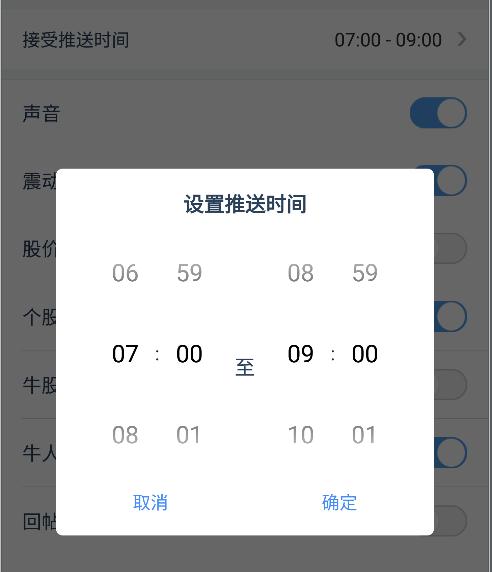 接受推送时间 07:00 - 09:00
声音
震动
股价
个股
牛股
牛人
回帖
设置推送时间
06 59 08 59
07 : 00 至 09 : 00
08 01 10 01
取消 确定